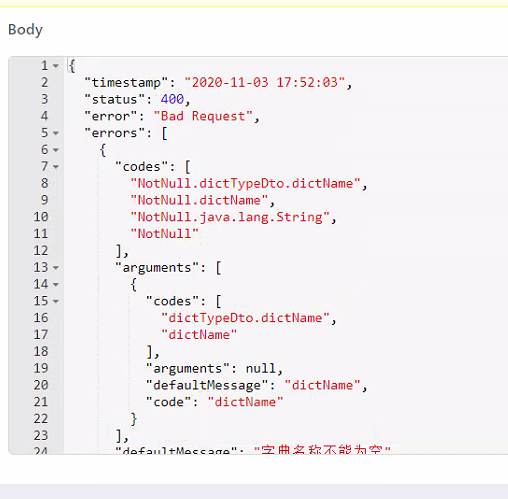 Body
1 {
2 "timestamp": "2020-11-03 17:52:03",
3 "status": 400,
4 "error": "Bad Request",
5 "errors": [
6 {
7 "codes": [
8 "NotNull.dictTypeDto.dictName",
9 "NotNull.dictName",
10 "NotNull.java.lang.String",
11 "NotNull"
12 ],
13 "arguments": [
14 {
15 "codes": [
16 "dictTypeDto.dictName",
17 "dictName"
18 ],
19 "arguments": null,
20 "defaultMessage": "dictName",
21 "code": "dictName"
22 }
23 ],
24 "defaultMessage": "字典名称不能为空"